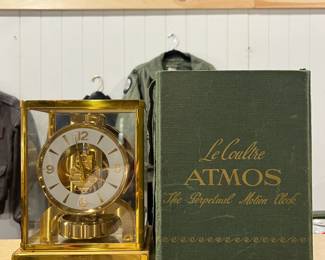 Le Coultre
ATMOS
The Perpetual Motion Clock